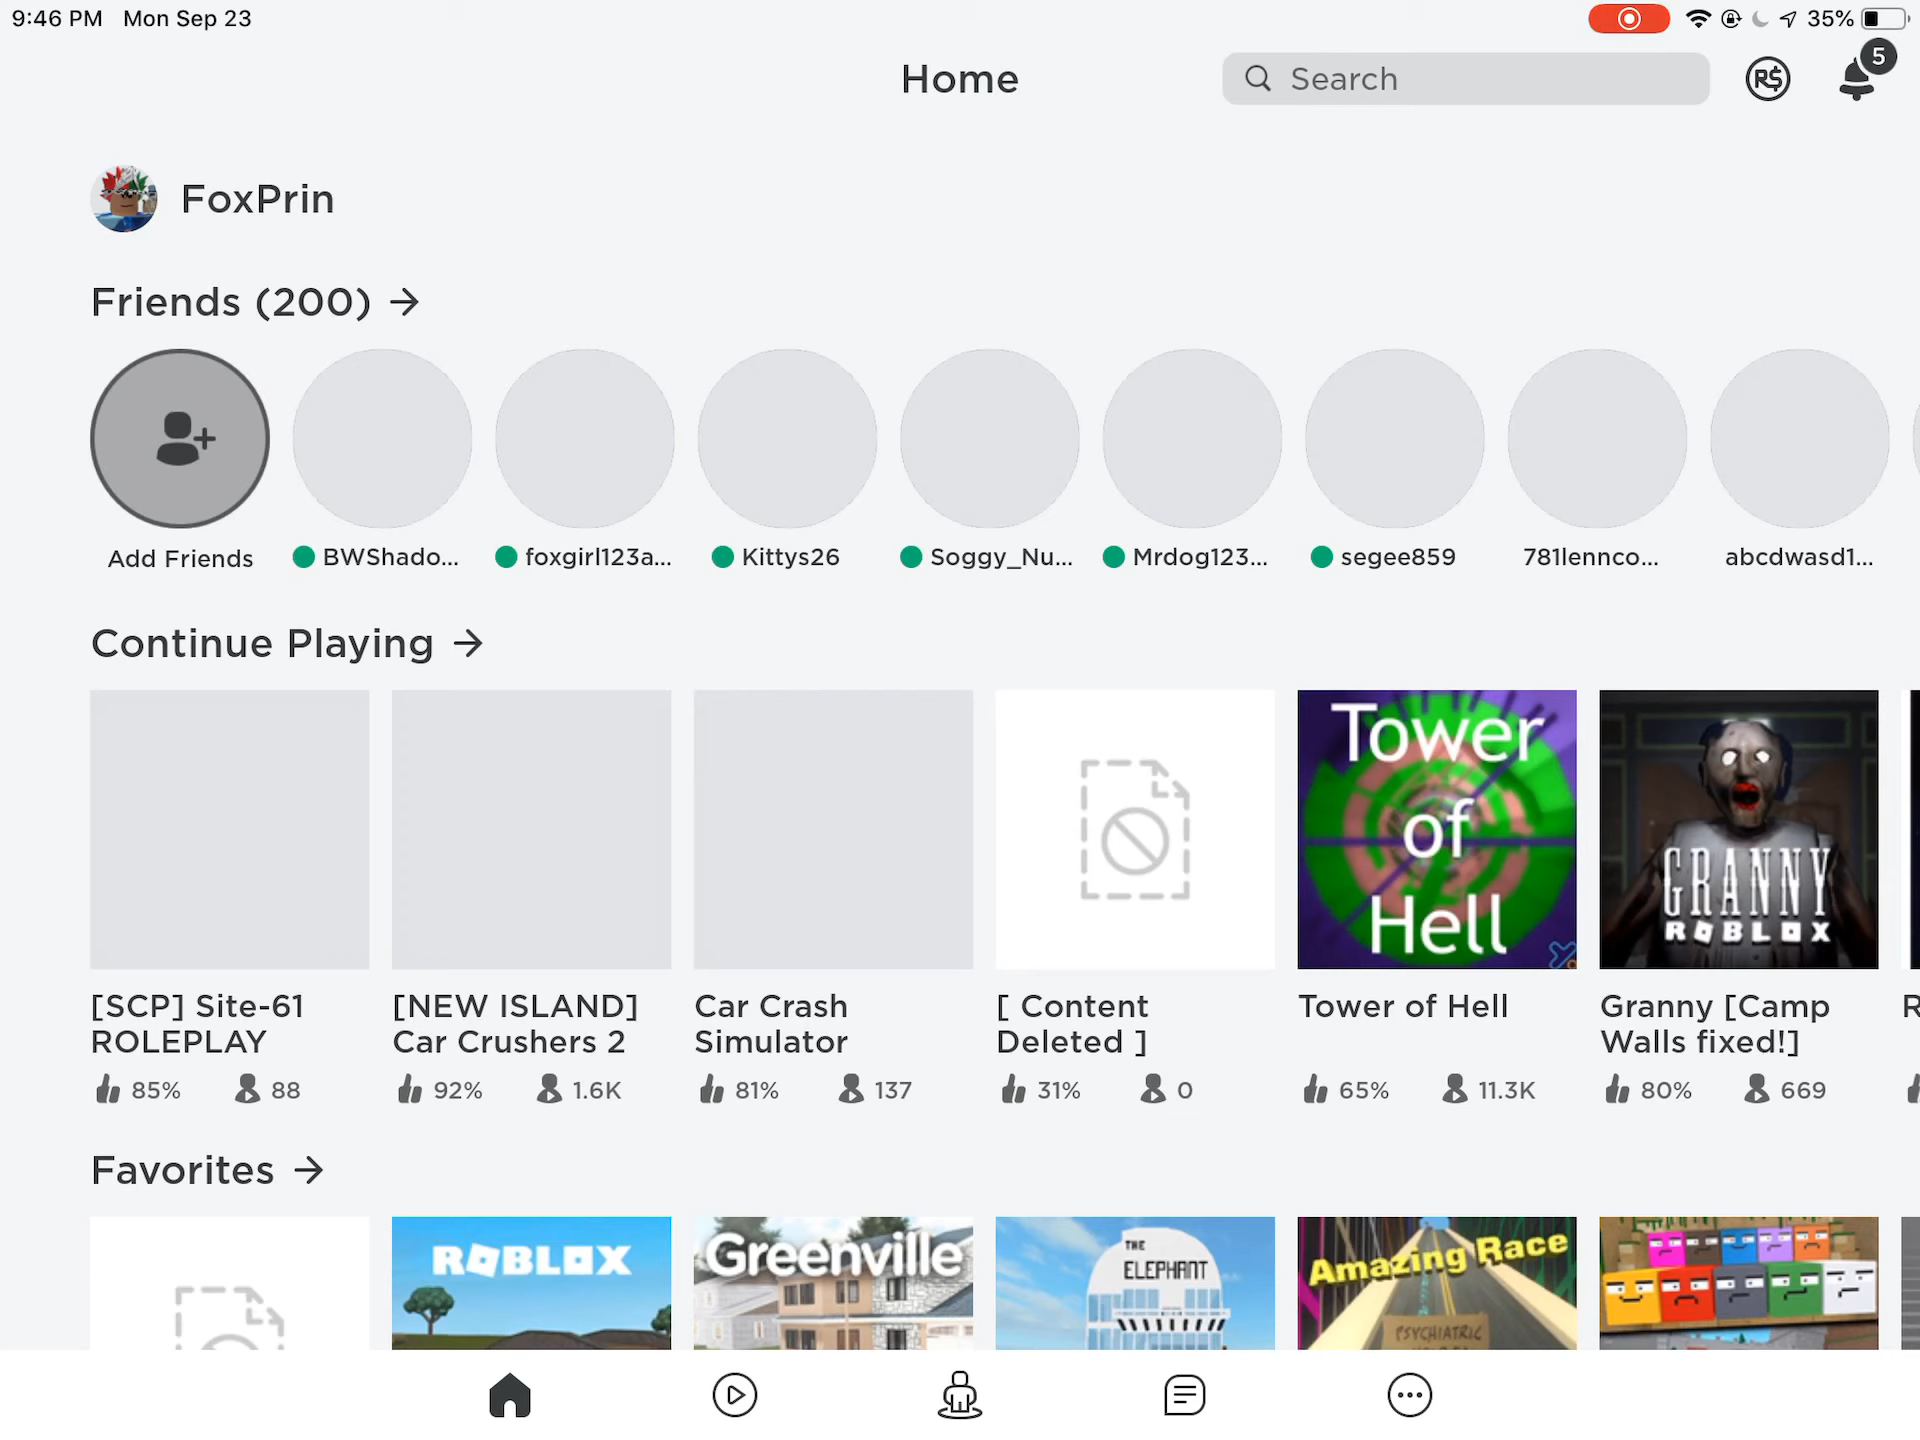 9:46 PM Mon Sep 23
35%
Home
Search
R$
5
FoxPrin
Friends (200)
Add Friends
BWShado...
foxgirl123a...
Kittys26
Soggy_Nu...
Mrdog123...
segee859
781lennco...
abcdwasd1...
Continue Playing
Tower
of
Hell
GRANNY
ROBLOX
[SCP] Site-61
ROLEPLAY
85% 88
[NEW ISLAND]
Car Crushers 2
92% 1.6K
Car Crash
Simulator
81% 137
[ Content
Deleted ]
31% 0
Tower of Hell
65% 11.3K
Granny [Camp
Walls fixed!]
80% 669
R
Favorites
ROBLOX
Greenville
THE
ELEPHANT
Amazing Race
PSYCHIATRIC